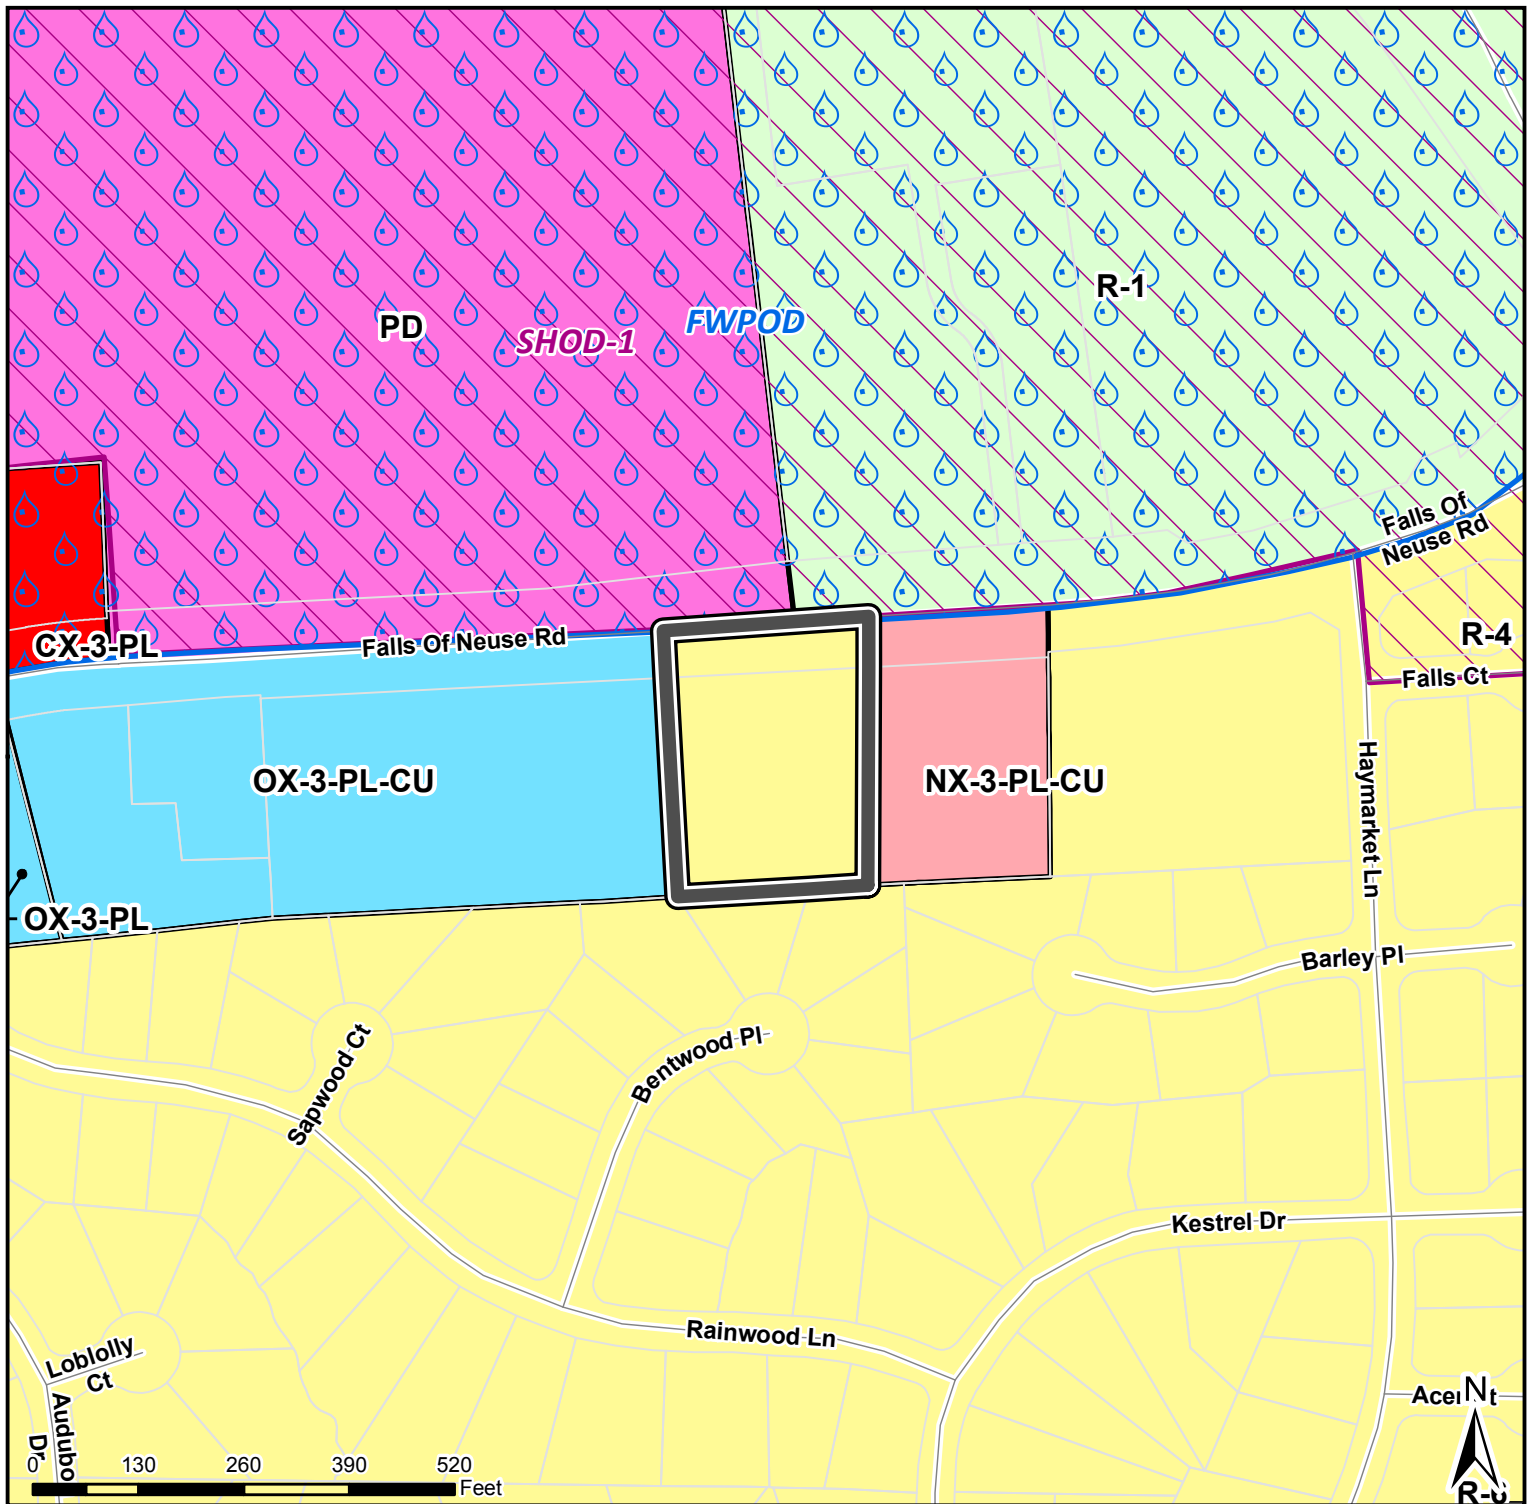 R-1
FWPOD
PD
SHOD-1
Falls Of
Neuse Rd
R-4
CX-3-PL
Falls Of Neuse Rd
Falls Ct
OX-3-PL-CU
NX-3-PL-CU
Haymarket Ln
OX-3-PL
Barley Pl
Sapwood Ct
Bentwood Pl
Kestrel Dr
Rainwood Ln
Loblolly
Ct
Audubo
Dr
N
0 130 260 390 520
Feet